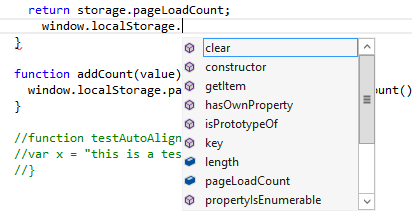 return storage.pageLoadCount;
window.localStorage.
}
clear
constructor
getItem
hasOwnProperty
isPrototypeOf
key
length
pageLoadCount
propertyIsEnumerable
function addCount(value)
window.localStorage.pa ount()
}
//function testAutoAlign
//var x = "this is a tes
//}